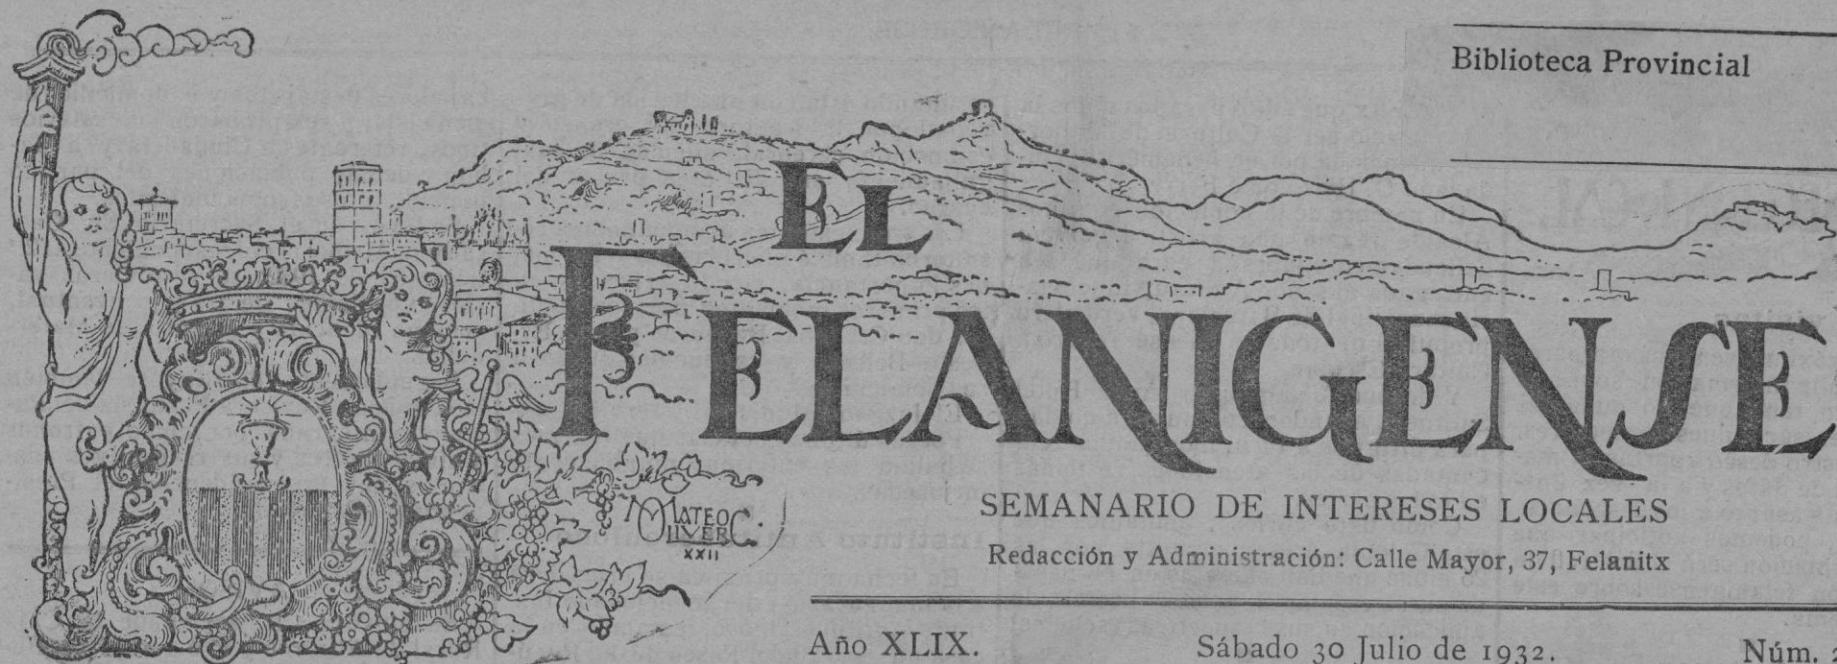 Biblioteca Provincial
EL
FELANIGENSE
MATEO
C.
XXII
SEMANARIO DE INTERESES LOCALES
Redacción y Administración: Calle Mayor, 37, Felanitx
Año XLIX.
Sábado 30 Julio de 1932.
Núm.